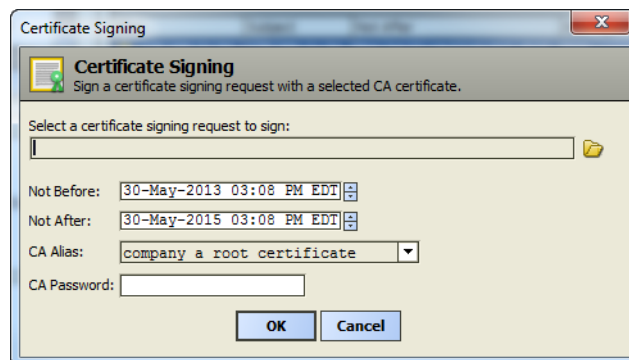 Certificate Signing
Certificate Signing
Sign a certificate signing request with a selected CA certificate.
Select a certificate signing request to sign:
Not Before: 30-May-2013 03:08 PM EDT
Not After: 30-May-2015 03:08 PM EDT
CA Alias: company a root certificate
CA Password:
OK Cancel